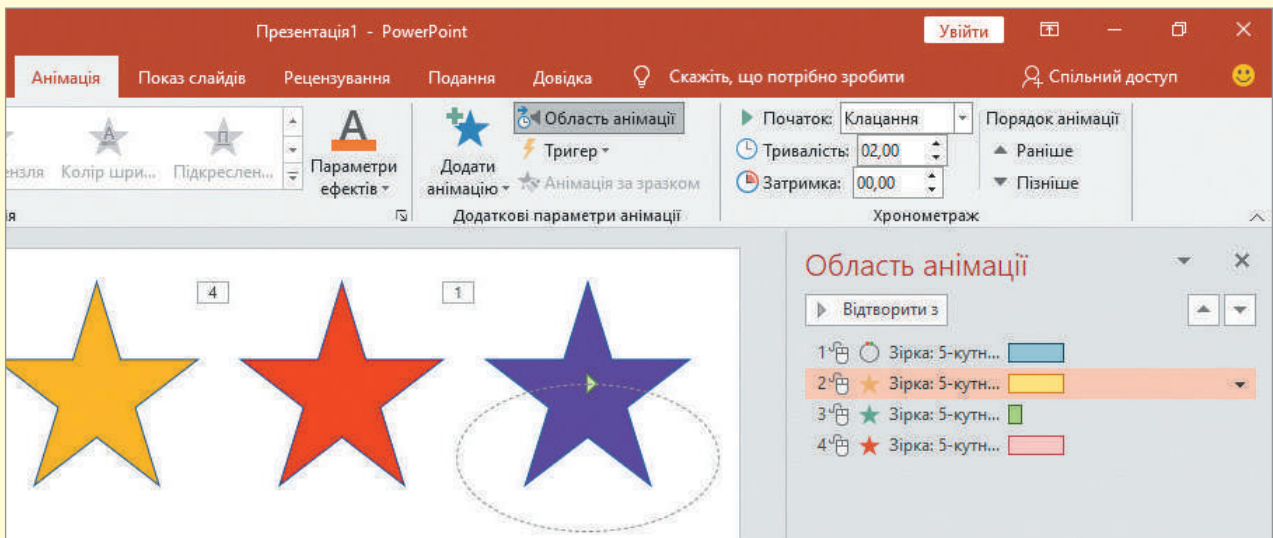 Презентація1 - PowerPoint
Увійти
Анімація
Показ слайдів
Рецензування
Подання
Довідка
Скажіть, що потрібно зробити
Спільний доступ
Колір шри...
Підкреслен...
Параметри
ефектів
Додати
анімацію
Область анімації
Тригер
Анімація за зразком
Додаткові параметри анімації
Початок: Клацання
Тривалість: 02,00
Затримка: 00,00
Порядок анімації
Раніше
Пізніше
Хронометраж
4
1
Область анімації
Відтворити з
1 Зірка: 5-кутн...
2 Зірка: 5-кутн...
3 Зірка: 5-кутн...
4 Зірка: 5-кутн...